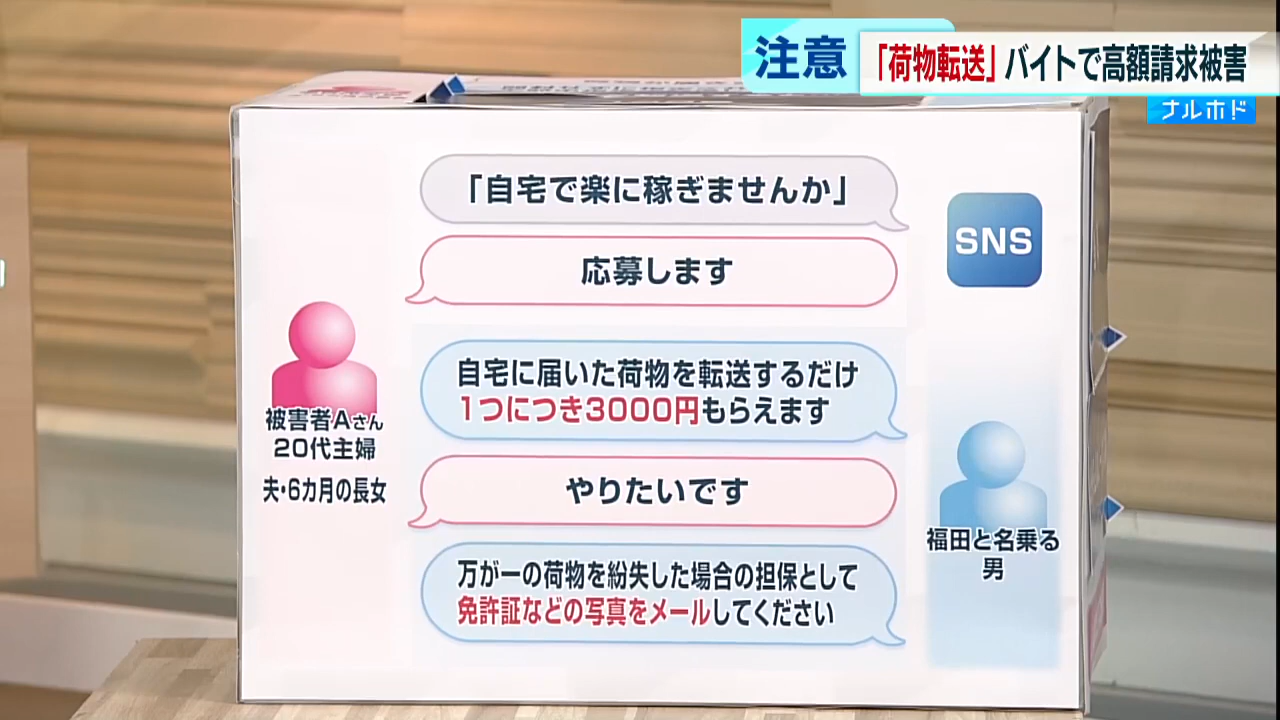 注意
「荷物転送」バイトで高額請求被害
ナルホド
「自宅で楽に稼ぎませんか」
SNS
応募します
自宅に届いた荷物を転送するだけ
1つにつき3000円もらえます
被害者Aさん
20代主婦
夫・6カ月の長女
やりたいです
福田と名乗る
男
万が一の荷物を紛失した場合の担保として
免許証などの写真をメールしてください